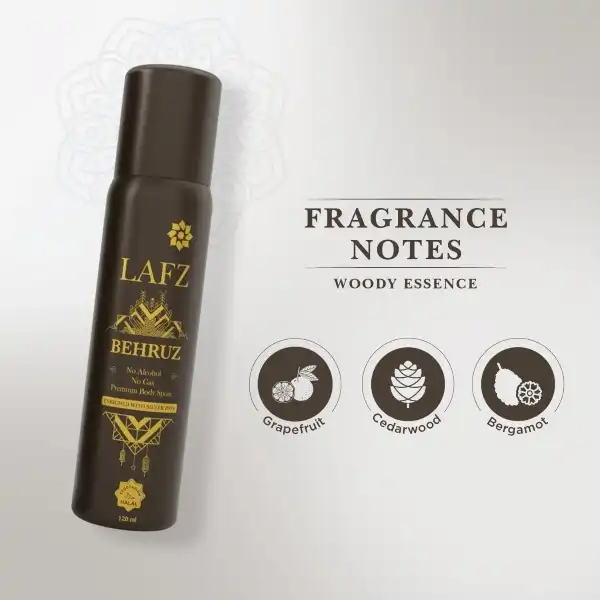 LAFZ
BEHRUZ
No Alcohol
No Gas
Premium Body Spray
HALAL
120 ml
FRAGRANCE
NOTES
WOODY ESSENCE
Grapefruit
Cedarwood
Bergamot